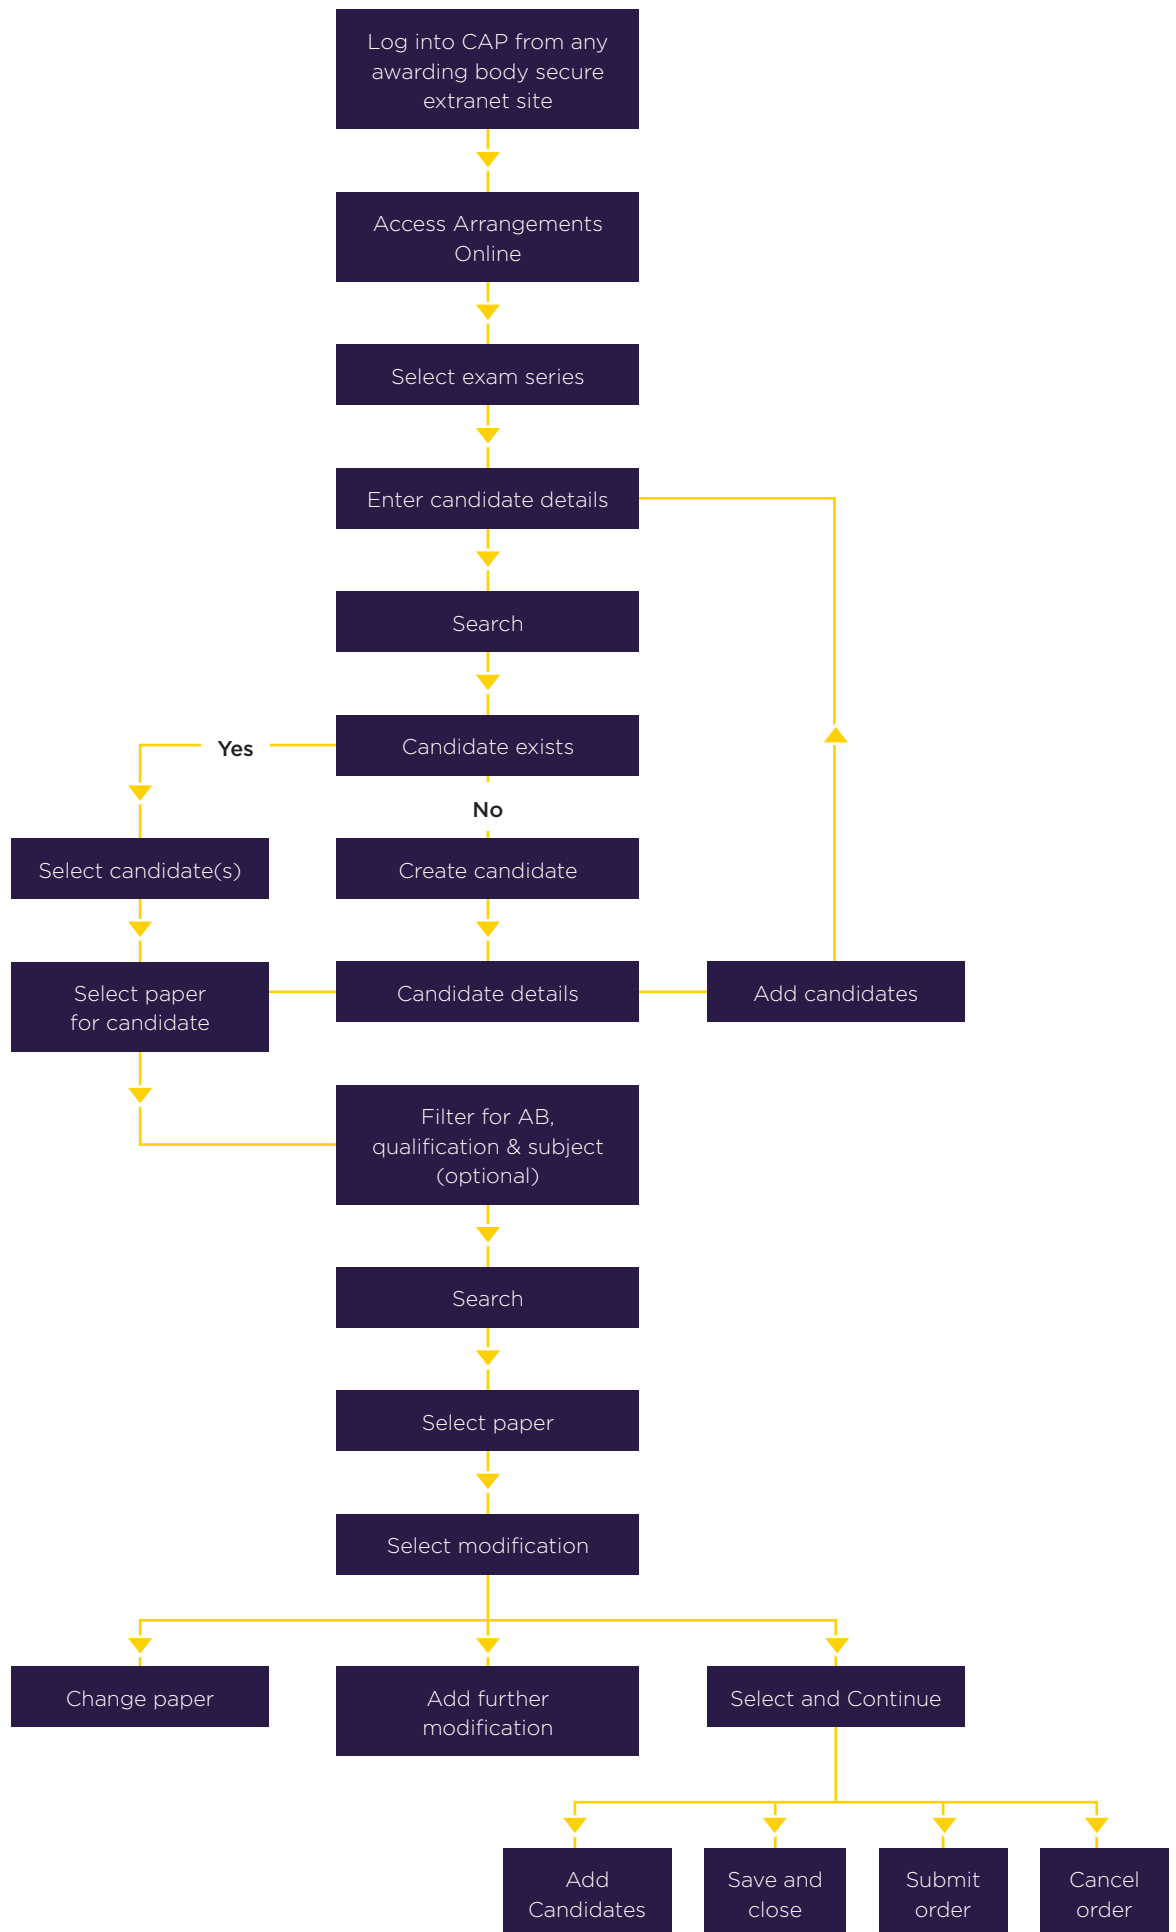 Log into CAP from any
awarding body secure
extranet site
Access Arrangements
Online
Select exam series
Enter candidate details
Search
Candidate exists
Yes
No
Select candidate(s)
Create candidate
Select paper
for candidate
Candidate details
Add candidates
Filter for AB,
qualification & subject
(optional)
Search
Select paper
Select modification
Change paper
Add further
modification
Select and Continue
Add
Candidates
Save and
close
Submit
order
Cancel
order